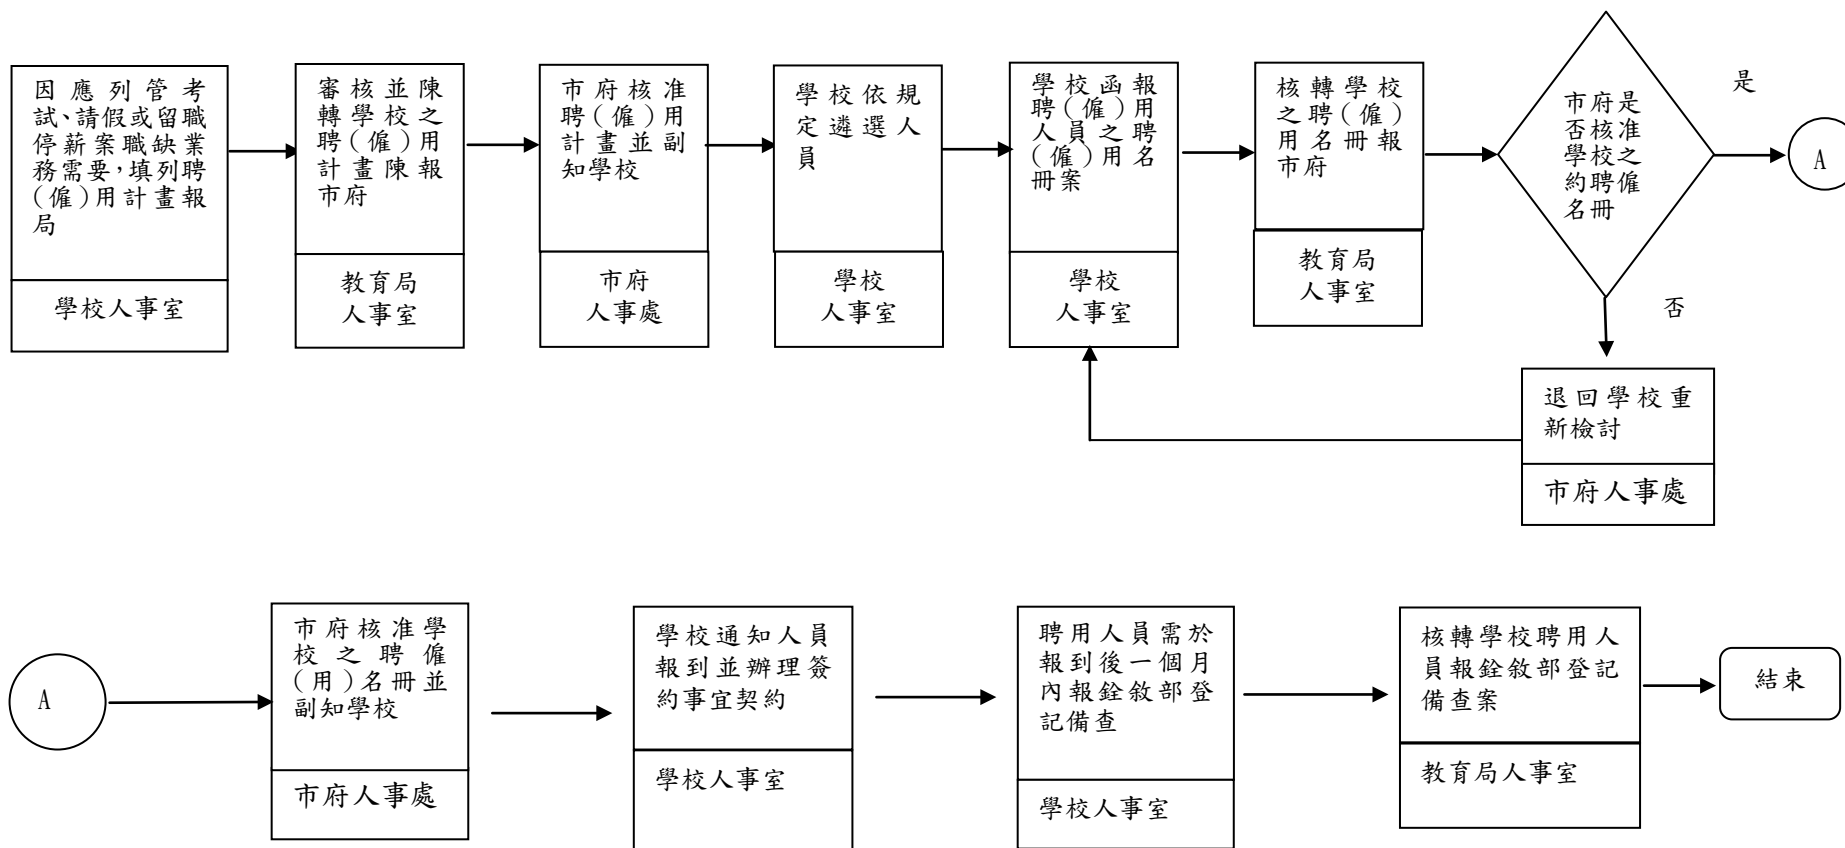 因應列管考
試、請假或留職
停薪案職缺業
務需要,填列聘
(僱)用計畫報
局
學校人事室
審核並陳
轉學校之
聘(僱)用
計畫陳報
市府
教育局
人事室
市府核准
聘(僱)用
計畫並副
知學校
市府
人事處
學校依規
定遴選人
員
學校
人事室
學校函報
聘(僱)用
人員之聘
(僱)用名
冊案
學校
人事室
核轉學校
之聘(僱)
用名冊報
市府
教育局
人事室
市府是
否核准
學校之
約聘僱
名冊
是
A
否
退回學校重
新檢討
市府人事處
A
市府核准學
校之聘僱
(用)名冊並
副知學校
市府人事處
學校通知人員
報到並辦理簽
約事宜契約
學校人事室
聘用人員需於
報到後一個月
內報銓敘部登
記備查
學校人事室
核轉學校聘用人
員報銓敘部登記
備查案
教育局人事室
結束